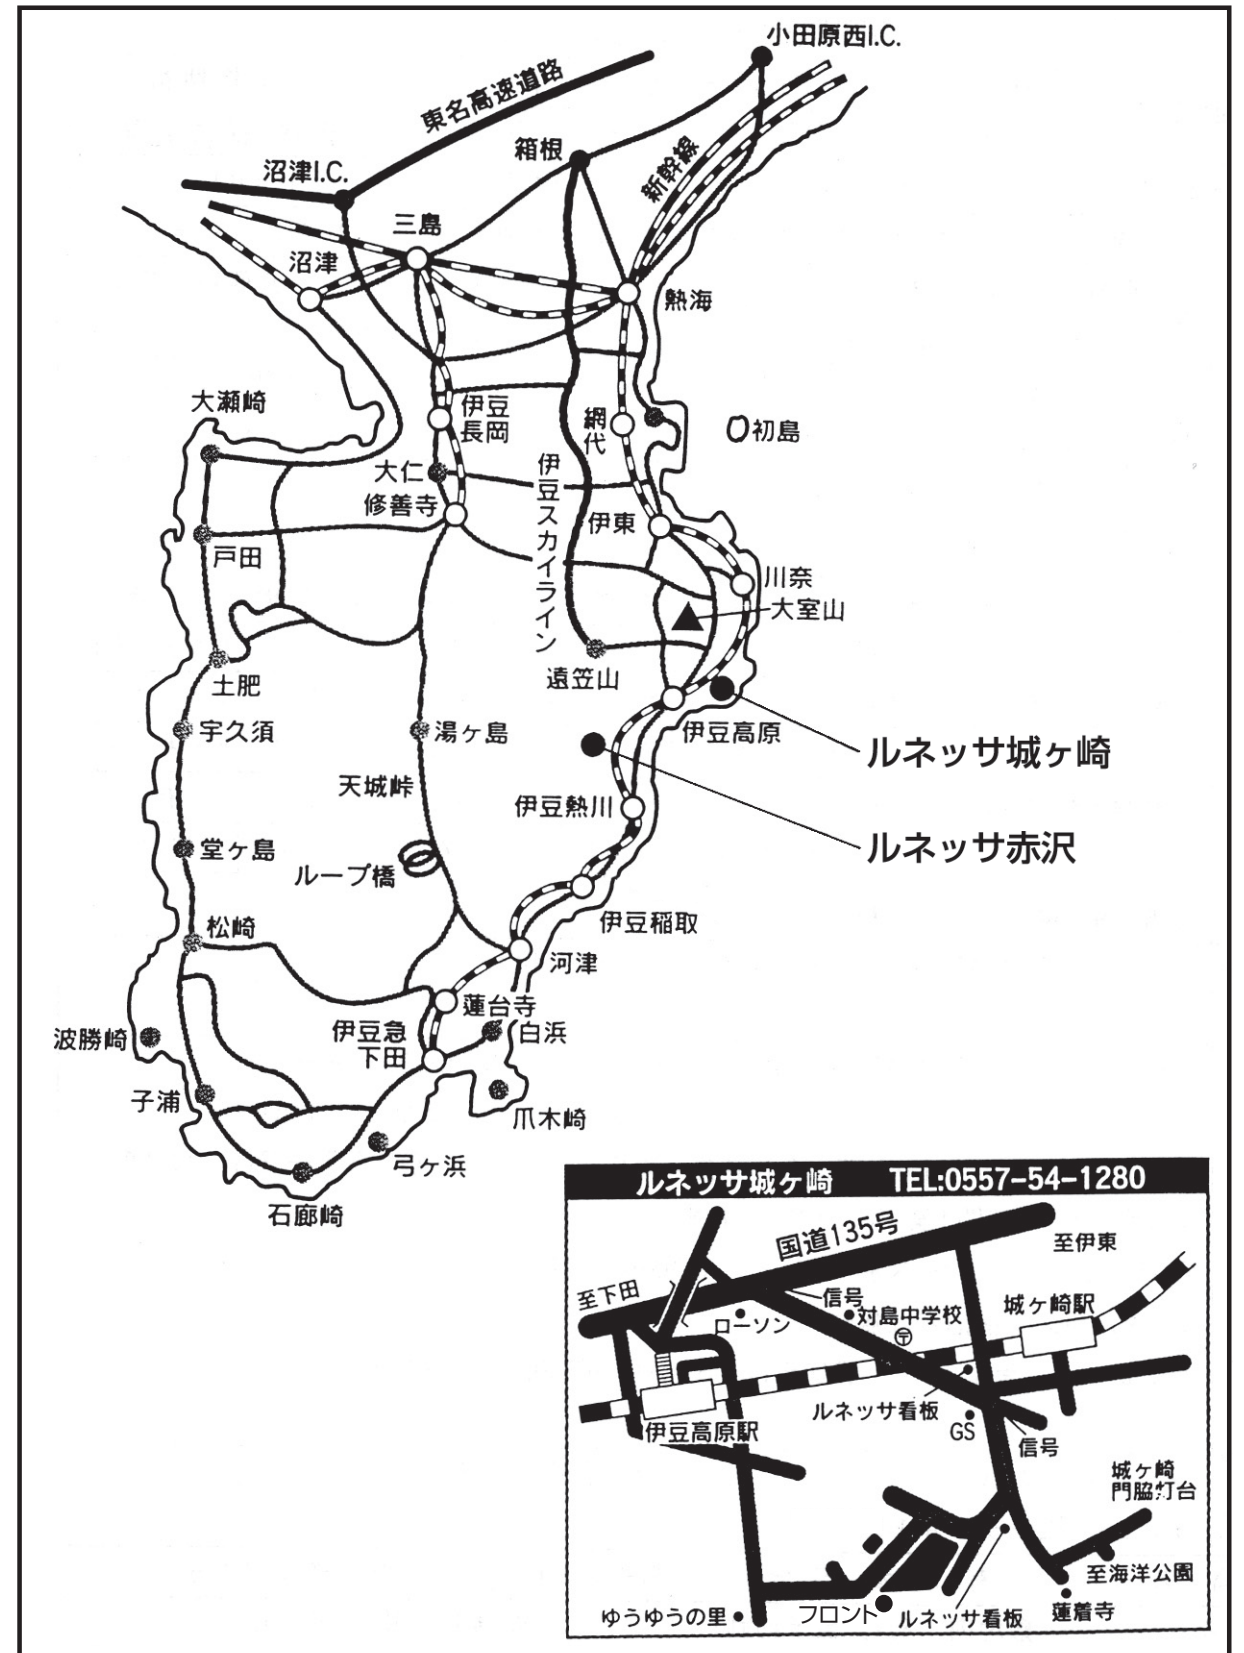 小田原西I.C.
東名高速道路
箱根
新幹線
沼津I.C.
三島
沼津
熱海
大瀬崎
伊豆
長岡
網
代
初島
大仁
伊豆スカイライン
修善寺
伊東
戸田
川奈
大室山
土肥
遠笠山
宇久須
湯ヶ島
伊豆高原
ルネッサ城ヶ崎
天城峠
伊豆熱川
堂ヶ島
ルネッサ赤沢
ループ橋
伊豆稲取
松崎
河津
蓮台寺
波勝崎
伊豆急
下田
白浜
子浦
爪木崎
弓ヶ浜
石廊崎
ルネッサ城ヶ崎 TEL:0557-54-1280
国道135号
至伊東
至下田
信号
城ヶ崎駅
ローソン
対島中学校
〒
ルネッサ看板
伊豆高原駅
GS
信号
城ヶ崎
門脇灯台
至海洋公園
ゆうゆうの里
フロント
ルネッサ看板
蓮着寺